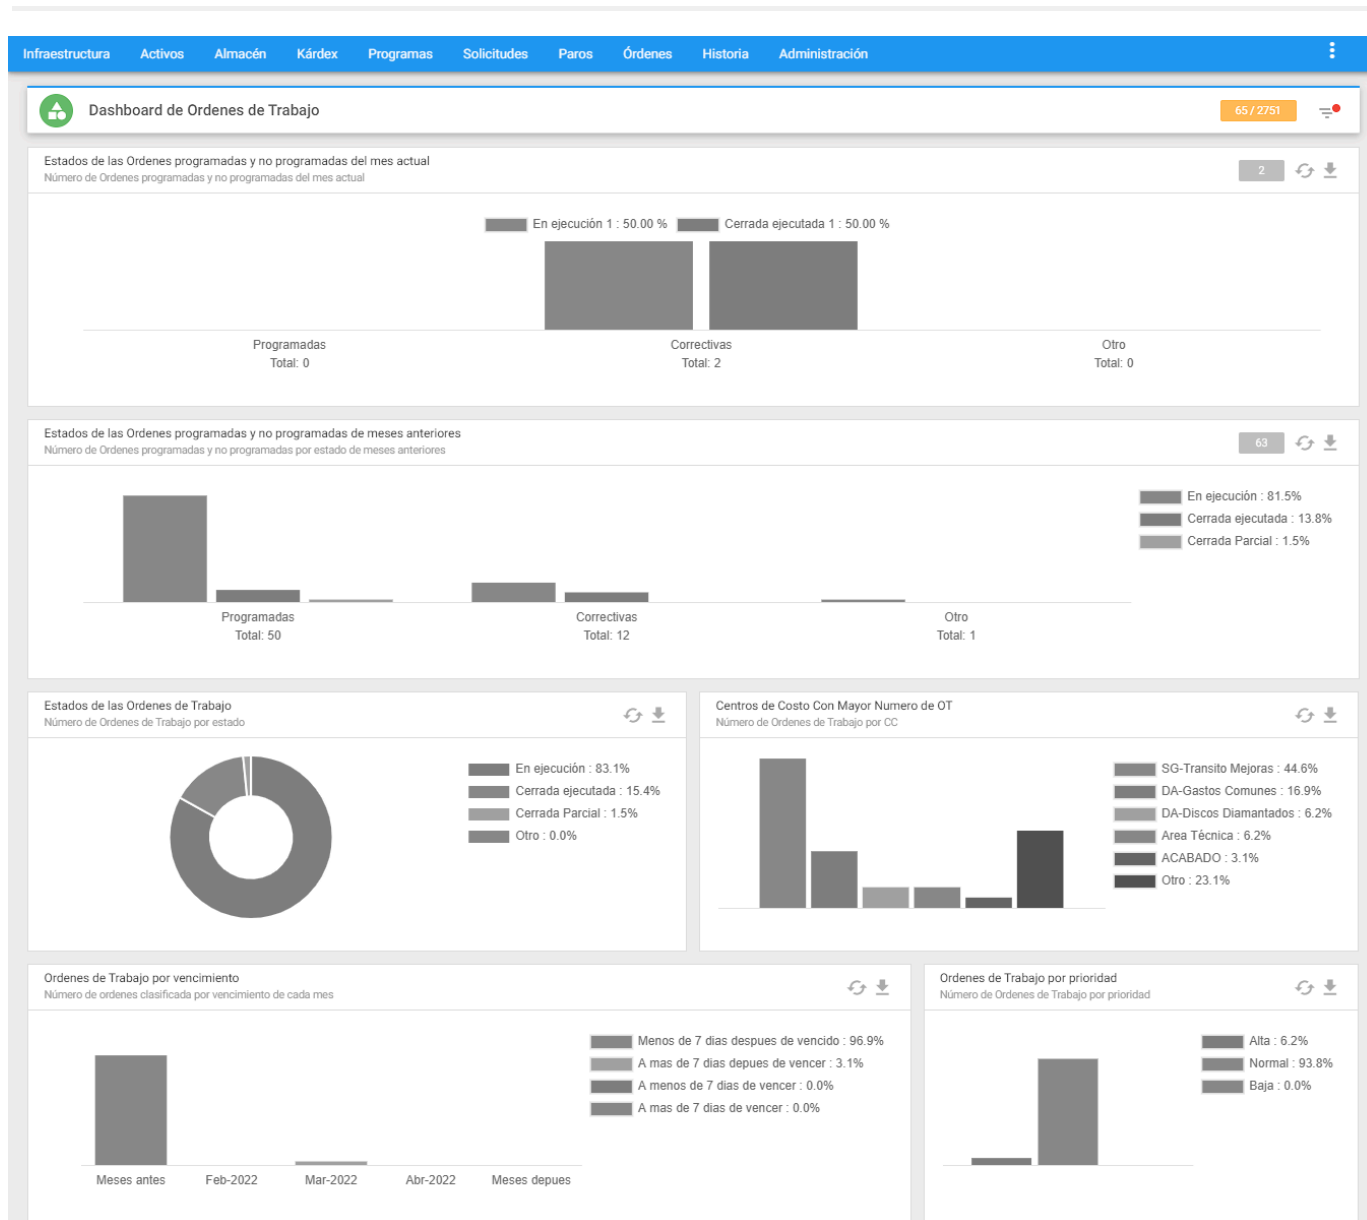 Infraestructura Activos Almacén Kárdex Programas Solicitudes Paros Órdenes Historia Administración
Dashboard de Ordenes de Trabajo
65 / 2751
Estados de las Ordenes programadas y no programadas del mes actual
Número de Ordenes programadas y no programadas del mes actual
2
En ejecución 1 : 50.00 % Cerrada ejecutada 1 : 50.00 %
Programadas Correctivas Otro
Total: 0 Total: 2 Total: 0
Estados de las Ordenes programadas y no programadas de meses anteriores
Número de Ordenes programadas y no programadas por estado de meses anteriores
63
En ejecución : 81.5%
Cerrada ejecutada : 13.8%
Cerrada Parcial : 1.5%
Programadas Correctivas Otro
Total: 50 Total: 12 Total: 1
Estados de las Ordenes de Trabajo
Número de Ordenes de Trabajo por estado
En ejecución : 83.1%
Cerrada ejecutada : 15.4%
Cerrada Parcial : 1.5%
Otro : 0.0%
Centros de Costo Con Mayor Numero de OT
Número de Ordenes de Trabajo por CC
SG-Transito Mejoras : 44.6%
DA-Gastos Comunes : 16.9%
DA-Discos Diamantados : 6.2%
Area Técnica : 6.2%
ACABADO : 3.1%
Otro : 23.1%
Ordenes de Trabajo por vencimiento
Número de ordenes clasificada por vencimiento de cada mes
Menos de 7 dias despues de vencido : 96.9%
A mas de 7 dias depues de vencer : 3.1%
A menos de 7 dias de vencer : 0.0%
A mas de 7 dias de vencer : 0.0%
Meses antes Feb-2022 Mar-2022 Abr-2022 Meses depues
Ordenes de Trabajo por prioridad
Número de Ordenes de Trabajo por prioridad
Alta : 6.2%
Normal : 93.8%
Baja : 0.0%